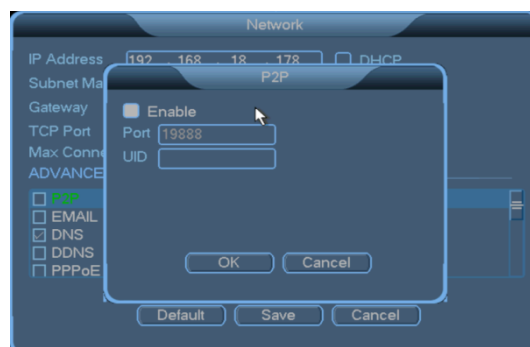 Network
IP Address 192 . 168 . 18 . 178 DHCP
Subnet Ma
Gateway
TCP Port
Max Conne
ADVANCE
P2P
Enable
Port 19888
UID
OK Cancel
P2P
EMAIL
DNS
DDNS
PPPoE
Default Save Cancel